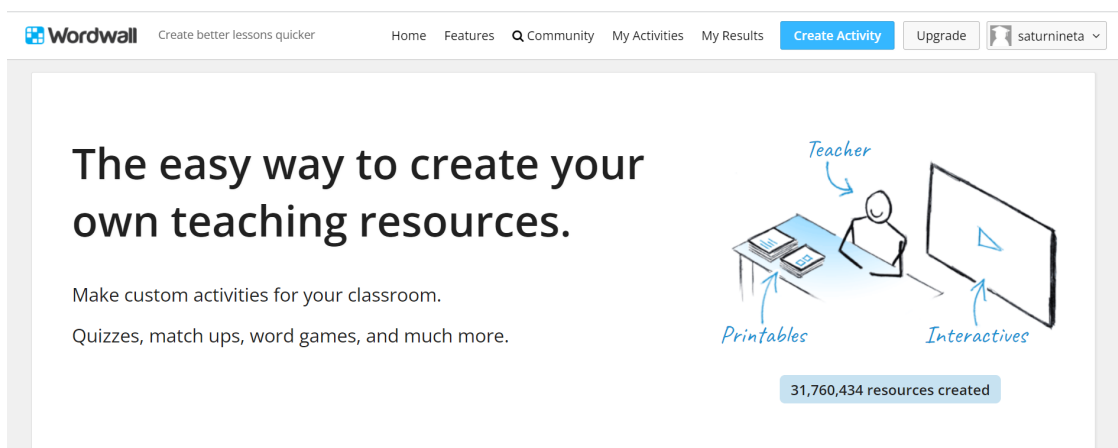 Wordwall Create better lessons quicker Home Features Community My Activities My Results Create Activity Upgrade saturnineta
The easy way to create your
own teaching resources.
Make custom activities for your classroom.
Quizzes, match ups, word games, and much more.
Teacher
Printables
Interactives
31,760,434 resources created